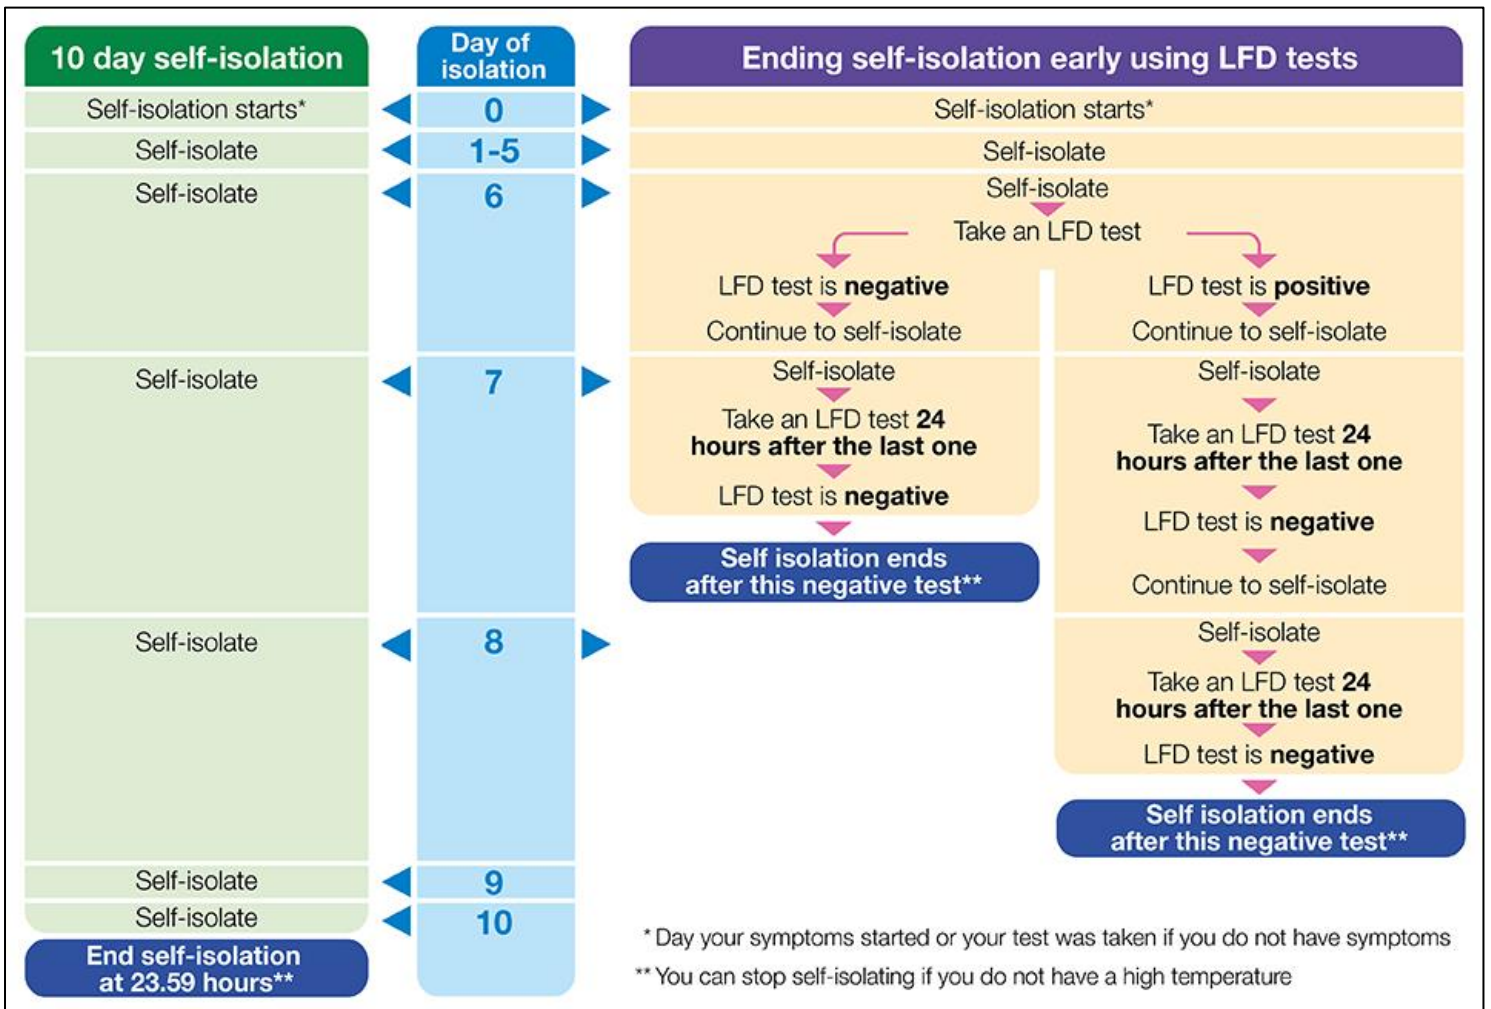 10 day self-isolation
Day of
isolation
Ending self-isolation early using LFD tests
Self-isolation starts*
0
Self-isolation starts*
Self-isolate
1-5
Self-isolate
Self-isolate
6
Self-isolate
Take an LFD test
LFD test is negative
LFD test is positive
Continue to self-isolate
Continue to self-isolate
Self-isolate
7
Self-isolate
Take an LFD test 24
hours after the last one
LFD test is negative
Self isolation ends
after this negative test**
Self-isolate
Take an LFD test 24
hours after the last one
LFD test is negative
Continue to self-isolate
Self-isolate
8
Self-isolate
Take an LFD test 24
hours after the last one
LFD test is negative
Self isolation ends
after this negative test**
Self-isolate
9
Self-isolate
10
End self-isolation
at 23.59 hours**
* Day your symptoms started or your test was taken if you do not have symptoms
** You can stop self-isolating if you do not have a high temperature